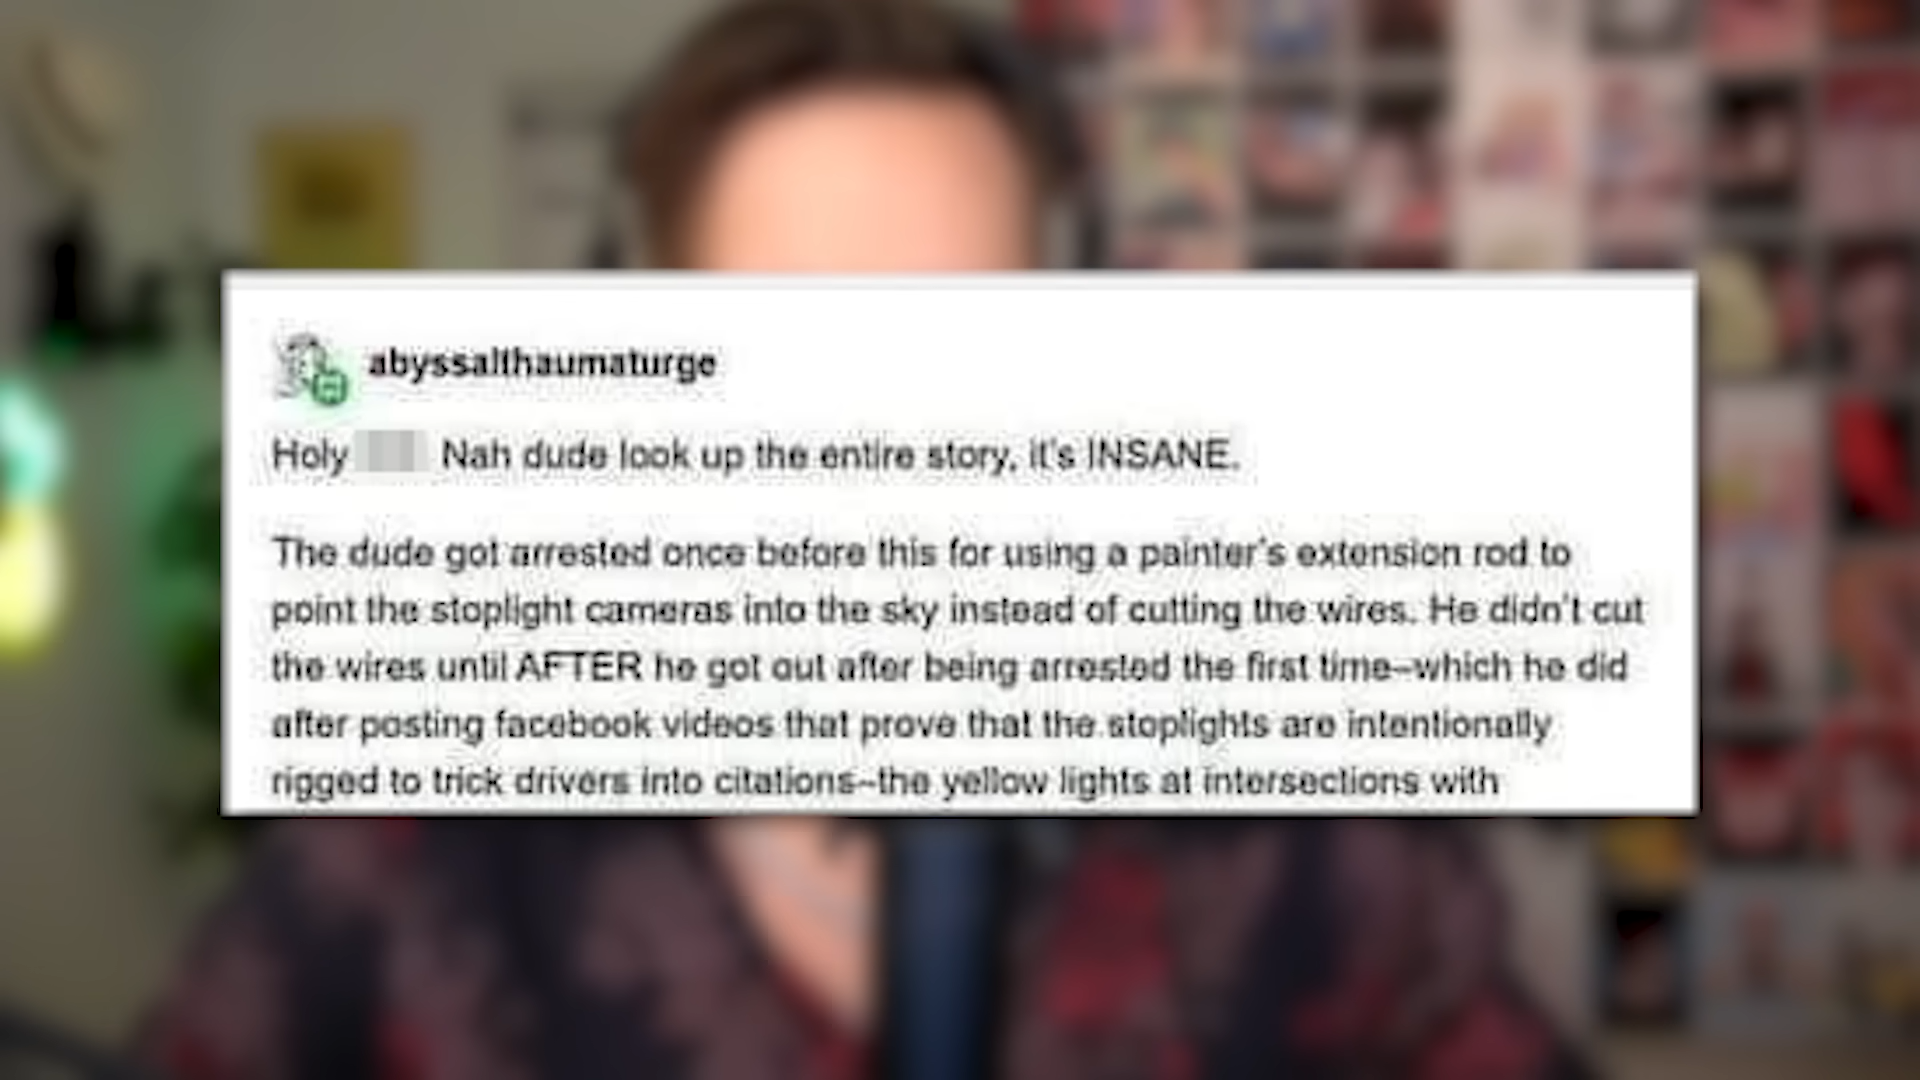 abyssalthaumaturge
Holy Nah dude look up the entire story, it's INSANE.
The dude got arrested once before this for using a painter's extension rod to
point the stoplight cameras into the sky instead of cutting the wires. He didn't cut
the wires until AFTER he got out after being arrested the first time–which he did
after posting facebook videos that prove that the stoplights are intentionally
rigged to trick drivers into citations–the yellow lights at intersections with